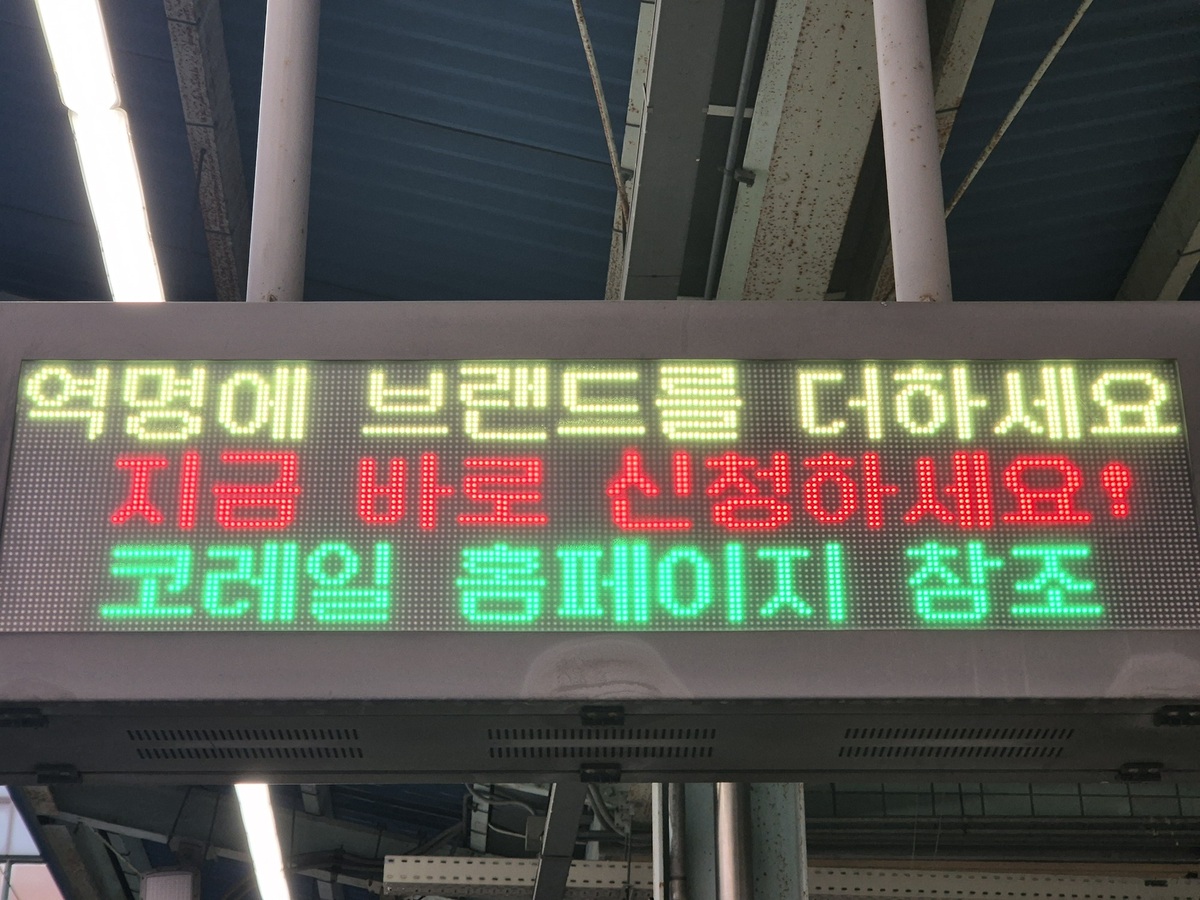 역명에 브랜드를 더하세요
지금 바로 신청하세요!
코레일 홈페이지 참조